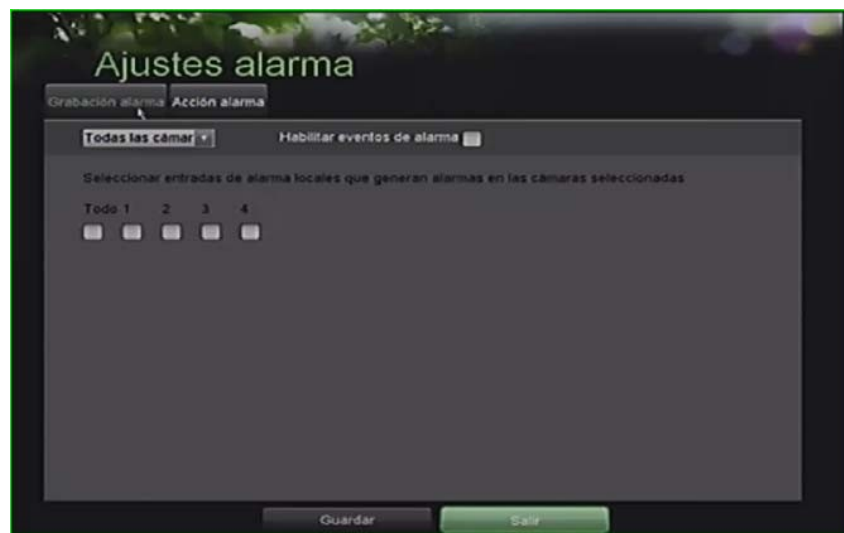 Ajustes alarma
Grabación alarma Acción alarma
Todas las cámar Habilitar eventos de alarma
Seleccionar entradas de alarma locales que generan alarmas en las cámaras seleccionadas
Todo 1 2 3 4
Guardar Salir